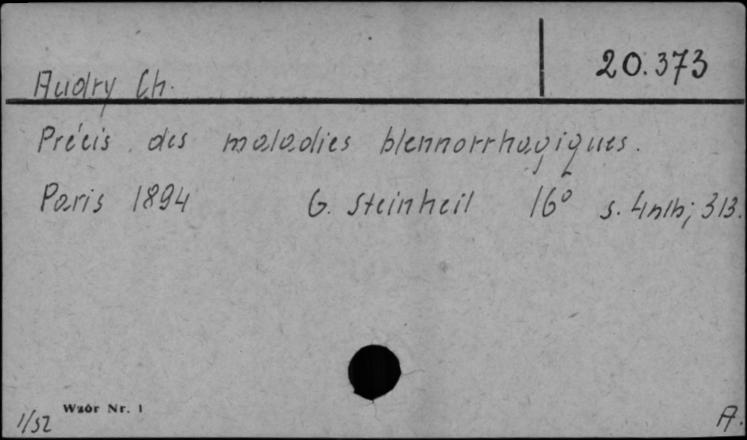 20.373
Audry Ch.
Précis des maladies blennorrhagiques.
Paris 1894 G. Steinheil 16° s. 4nlb; 313.
1/52 Wzór Nr. 1
A.